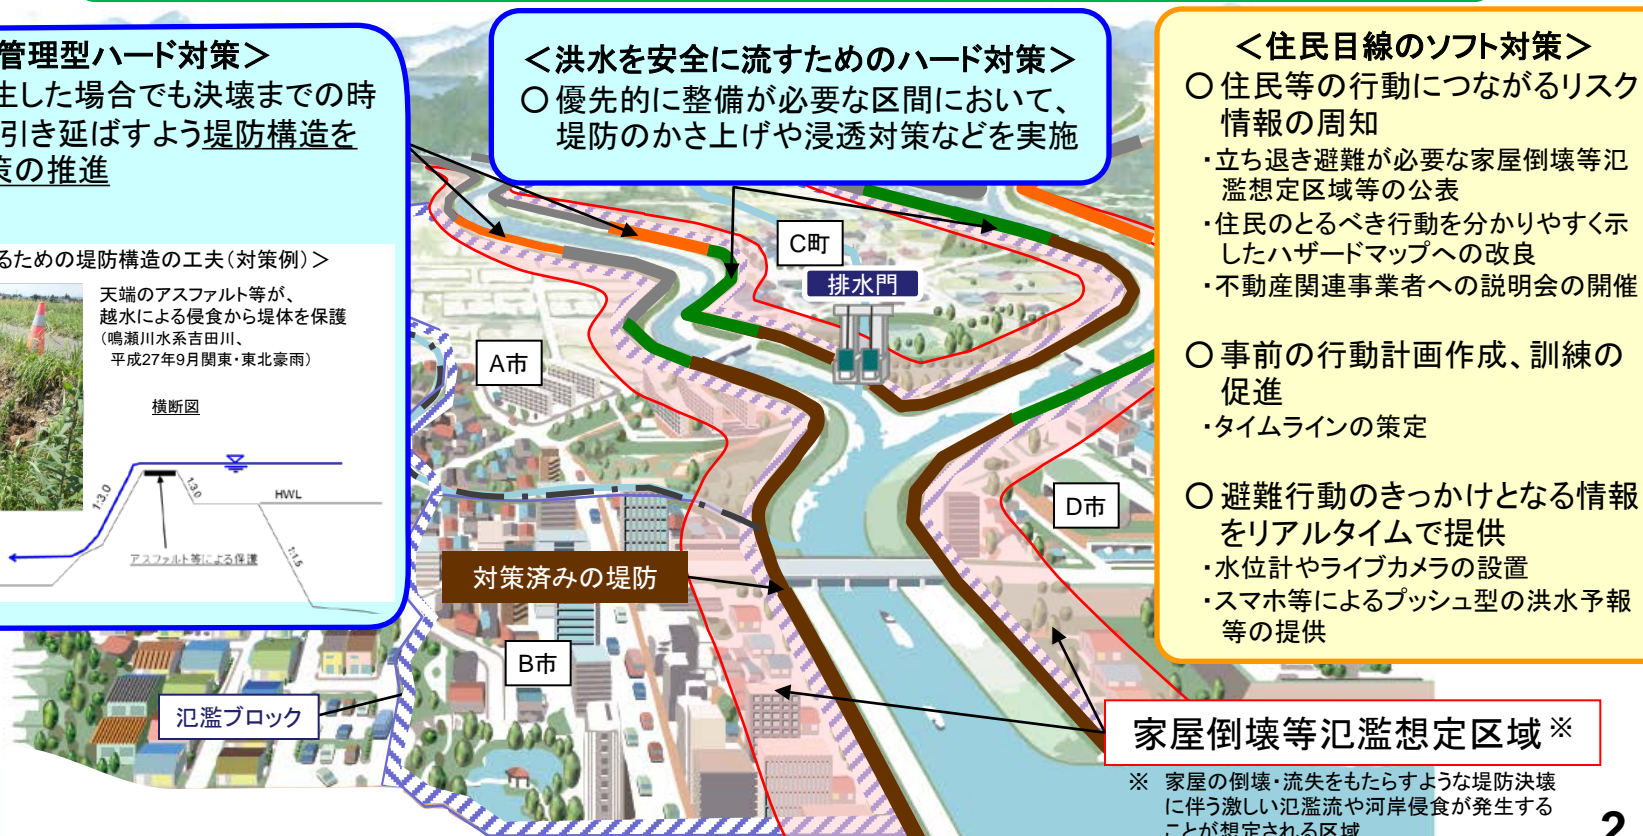 管理型ハード対策＞
生した場合でも決壊までの時
引き延ばすよう堤防構造を
策の推進
るための堤防構造の工夫（対策例）＞
天端のアスファルト等が、
越水による侵食から堤体を保護
（鳴瀬川水系吉田川、
平成27年9月関東・東北豪雨）
横断図
1:3.0
1:3.0
HWL
1:1.5
アスファルト等による保護
＜洪水を安全に流すためのハード対策＞
○優先的に整備が必要な区間において、
堤防のかさ上げや浸透対策などを実施
C町
排水門
A市
D市
対策済みの堤防
B市
氾濫ブロック
＜住民目線のソフト対策＞
○住民等の行動につながるリスク
情報の周知
・立ち退き避難が必要な家屋倒壊等氾
濫想定区域等の公表
・住民のとるべき行動を分かりやすく示
したハザードマップへの改良
・不動産関連事業者への説明会の開催
○事前の行動計画作成、訓練の
促進
・タイムラインの策定
○避難行動のきっかけとなる情報
をリアルタイムで提供
・水位計やライブカメラの設置
・スマホ等によるプッシュ型の洪水予報
等の提供
家屋倒壊等氾濫想定区域※
※ 家屋の倒壊・流失をもたらすような堤防決壊
に伴う激しい氾濫流や河岸侵食が発生する
ことが想定される区域
2